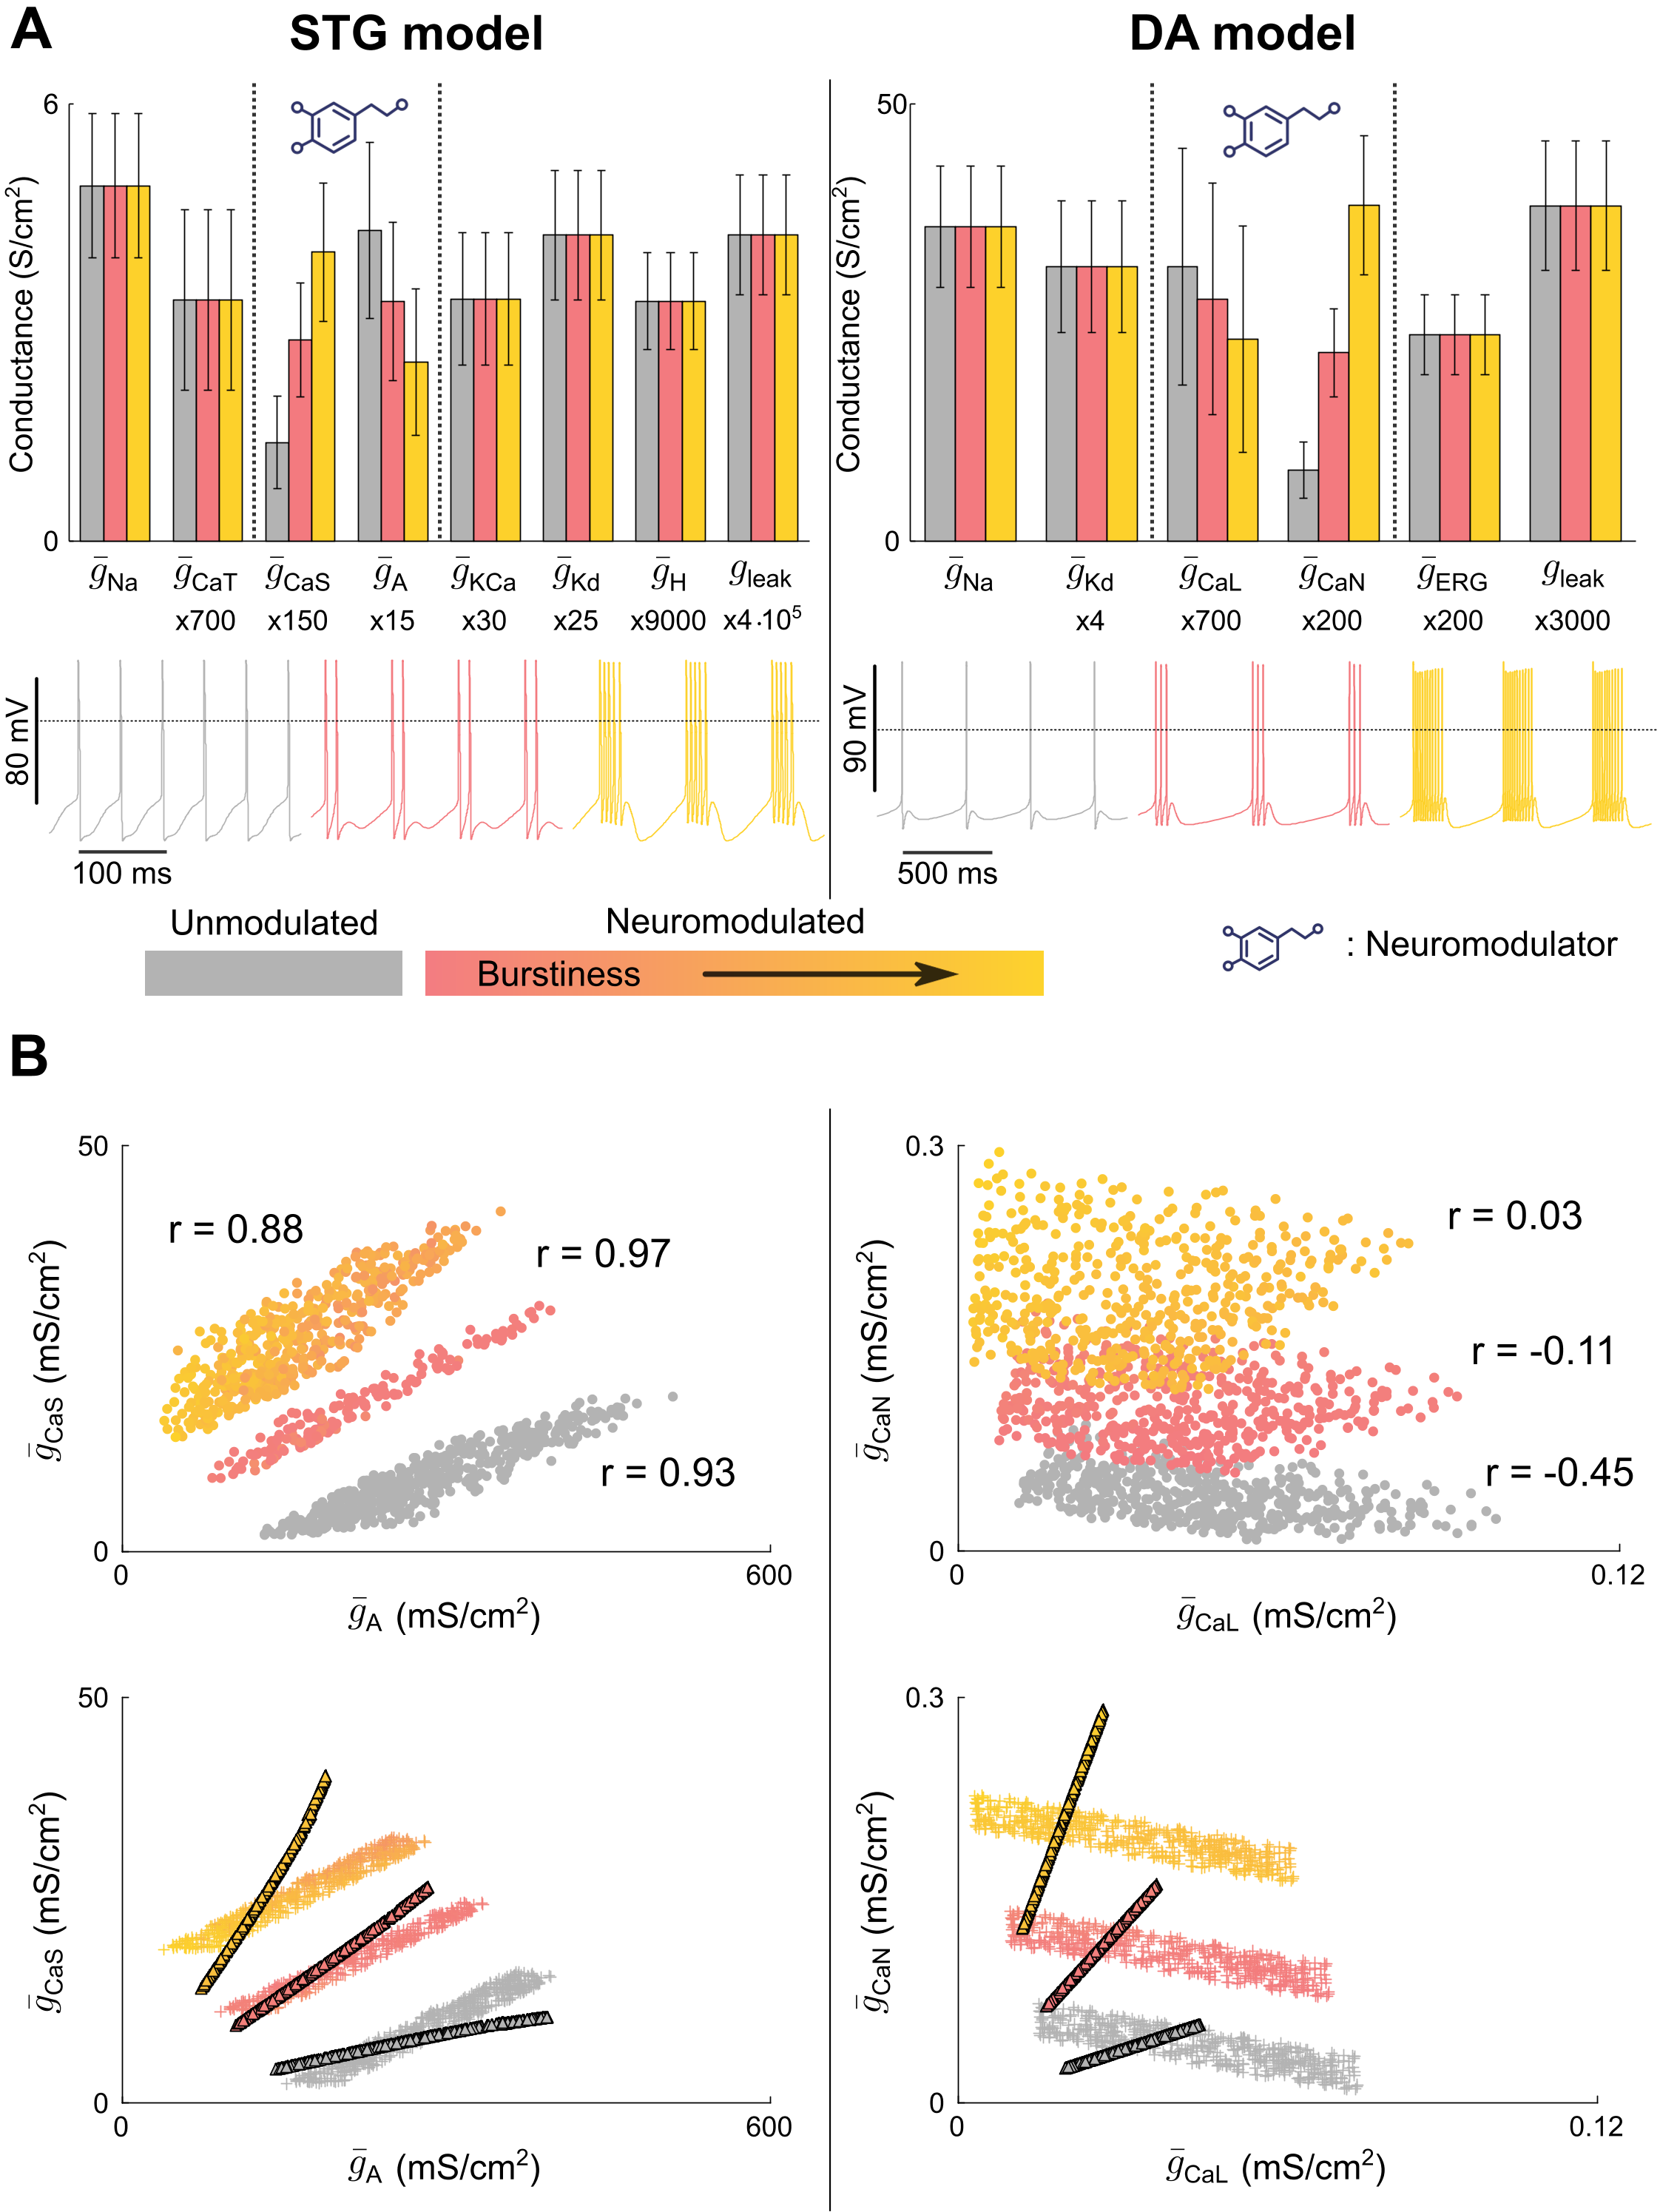 A
STG model
DA model
6
0
Conductance (S/cm²)
50
0
Conductance (S/cm²)
ḡNa ḡCaT ḡCaS ḡA ḡKCa ḡKd ḡH gleak
x700 x150 x15 x30 x25 x9000 x4·10⁵
ḡNa ḡKd ḡCaL ḡCaN ḡERG gleak
x4 x700 x200 x200 x3000
80 mV
100 ms
90 mV
500 ms
Unmodulated
Neuromodulated
Burstiness
: Neuromodulator
B
50
0
ḡCaS (mS/cm²)
r = 0.88
r = 0.97
r = 0.93
0
600
ḡA (mS/cm²)
0.3
0
ḡCaN (mS/cm²)
r = 0.03
r = -0.11
r = -0.45
0
0.12
ḡCaL (mS/cm²)
50
0
ḡCaS (mS/cm²)
0
600
ḡA (mS/cm²)
0.3
0
ḡCaN (mS/cm²)
0
0.12
ḡCaL (mS/cm²)